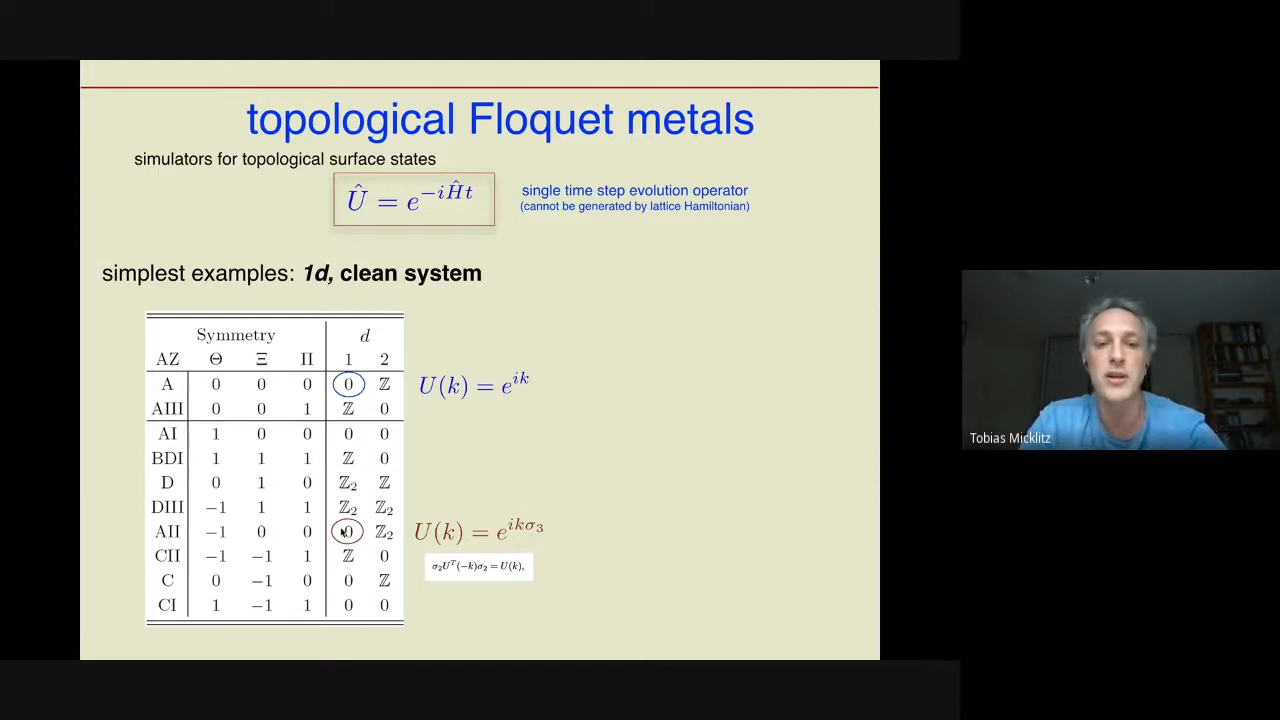 topological Floquet metals
simulators for topological surface states
Û = e^{-iĤt}
single time step evolution operator
(cannot be generated by lattice Hamiltonian)
simplest examples: 1d, clean system
Symmetry d
AZ Θ Ξ Π 1 2
A 0 0 0 0 ℤ
U(k) = e^{ik}
AIII 0 0 1 ℤ 0
AI 1 0 0 0 0
BDI 1 1 1 ℤ 0
D 0 1 0 ℤ₂ ℤ
DIII −1 1 1 ℤ₂ ℤ₂
AII −1 0 0 0 ℤ₂
U(k) = e^{ikσ₃}
CII −1 −1 1 ℤ 0
σ₂U^T(−k)σ₂ = U(k),
C 0 −1 0 0 ℤ
CI 1 −1 1 0 0
Tobias Micklitz